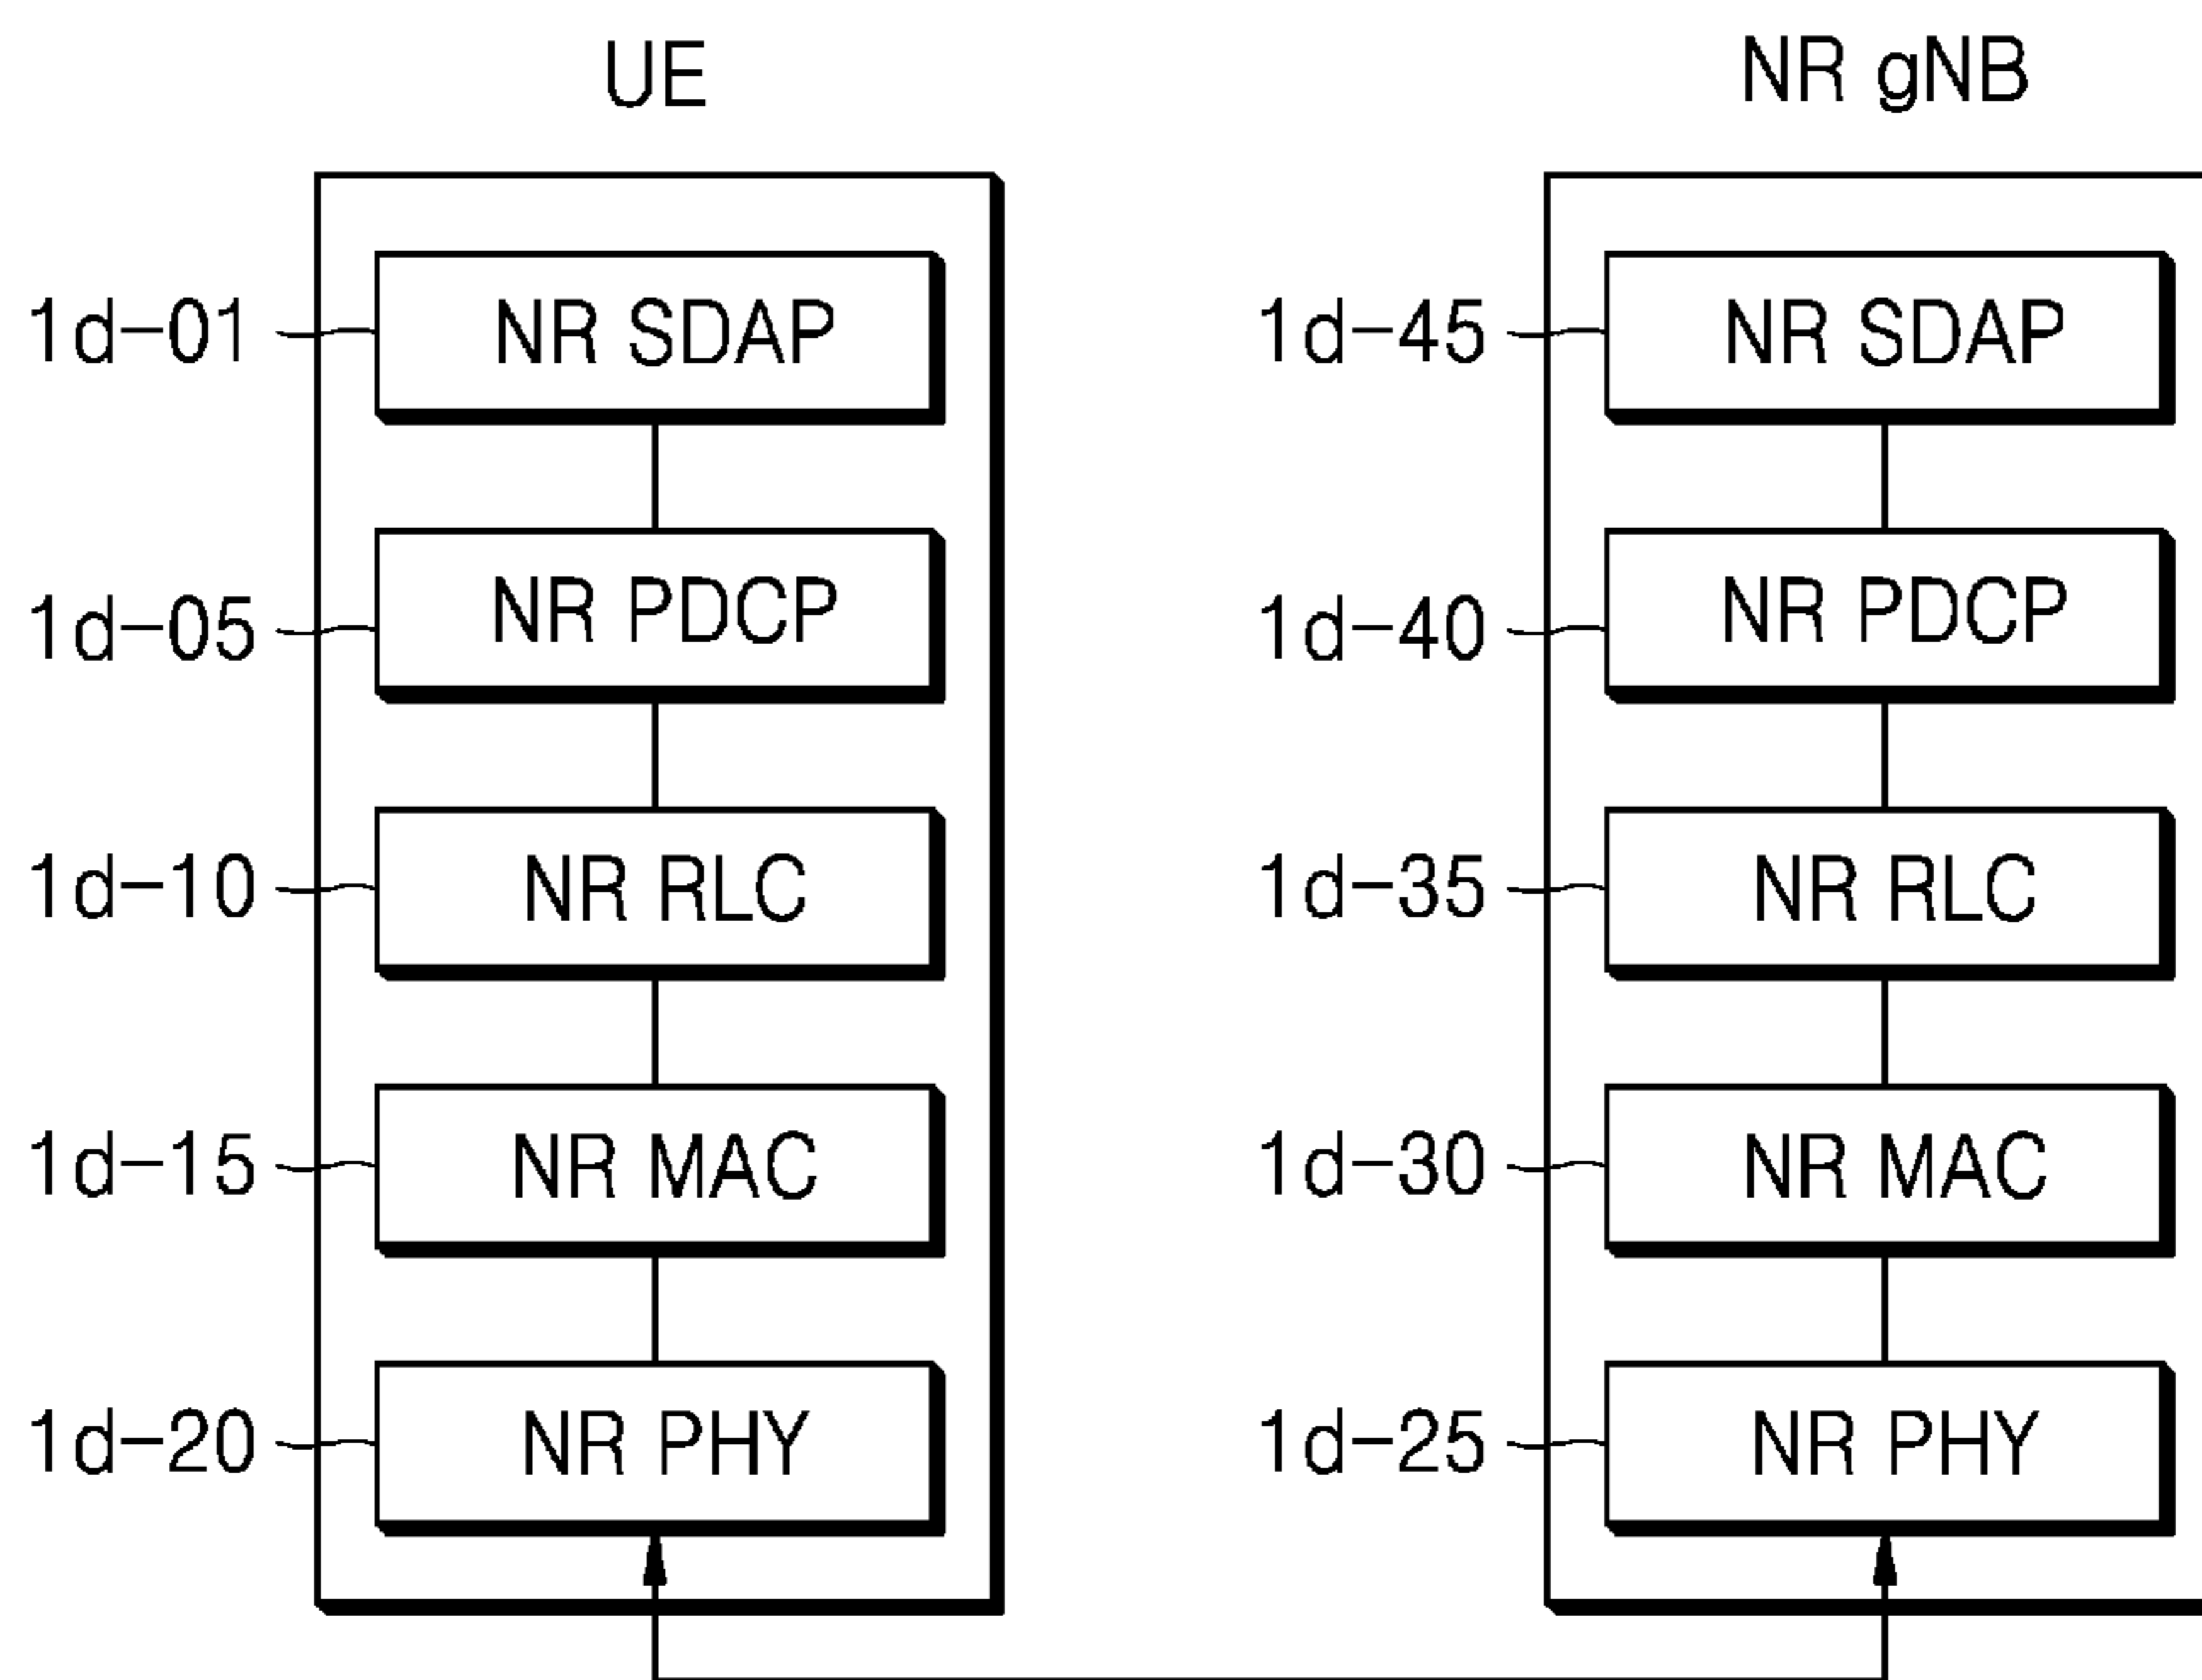 UE NR gNB
1d-01 NR SDAP 1d-45 NR SDAP
1d-05 NR PDCP 1d-40 NR PDCP
1d-10 NR RLC 1d-35 NR RLC
1d-15 NR MAC 1d-30 NR MAC
1d-20 NR PHY 1d-25 NR PHY